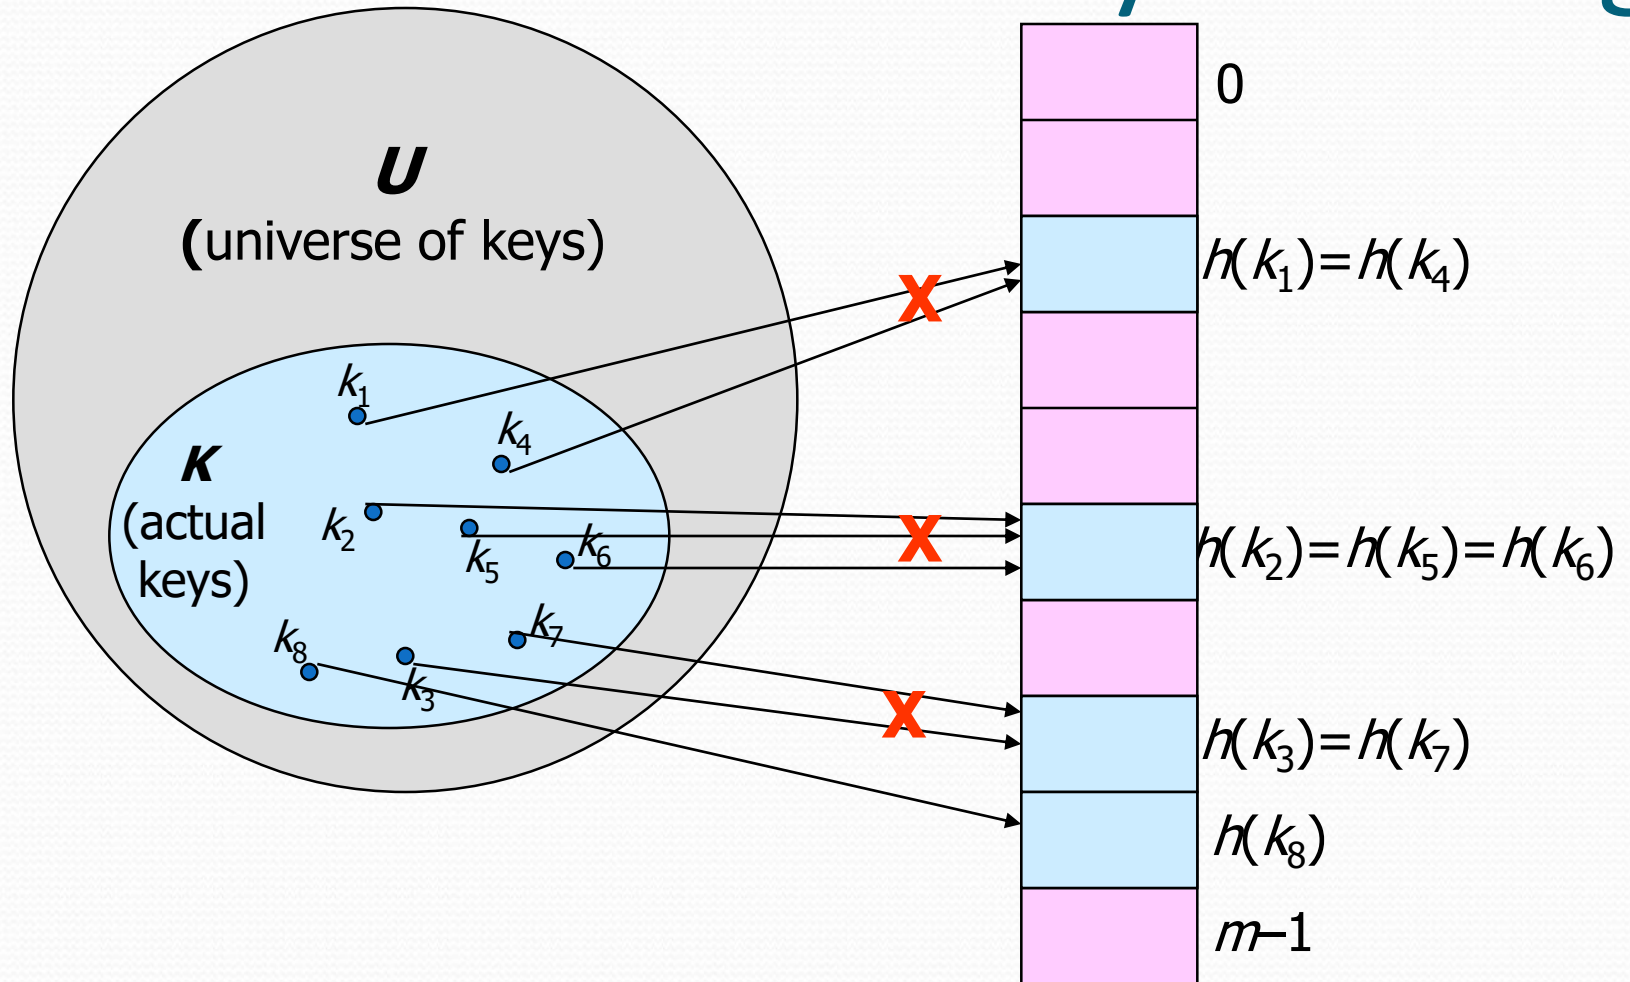 0
U
(universe of keys)
h(k₁)=h(k₄)
k₁
k₄
K
(actual
keys)
k₂
k₅
k₆
h(k₂)=h(k₅)=h(k₆)
k₇
k₈
k₃
h(k₃)=h(k₇)
h(k₈)
m–1
X
X
X